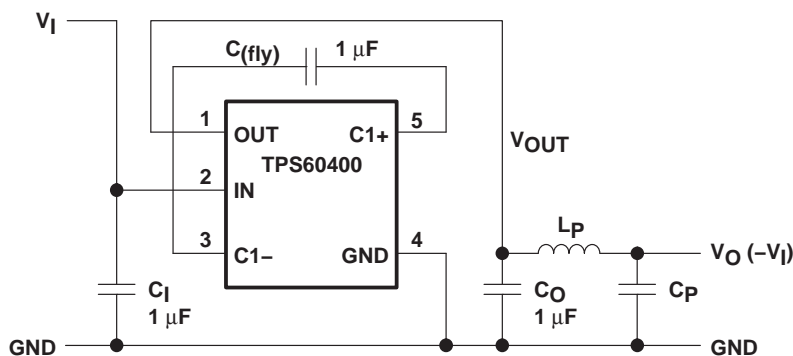 VI
C(fly) 1 μF
1 OUT C1+ 5
TPS60400
VOUT
2 IN
3 C1− GND 4
LP
VO (−VI)
CI
1 μF
CO
1 μF
CP
GND
GND